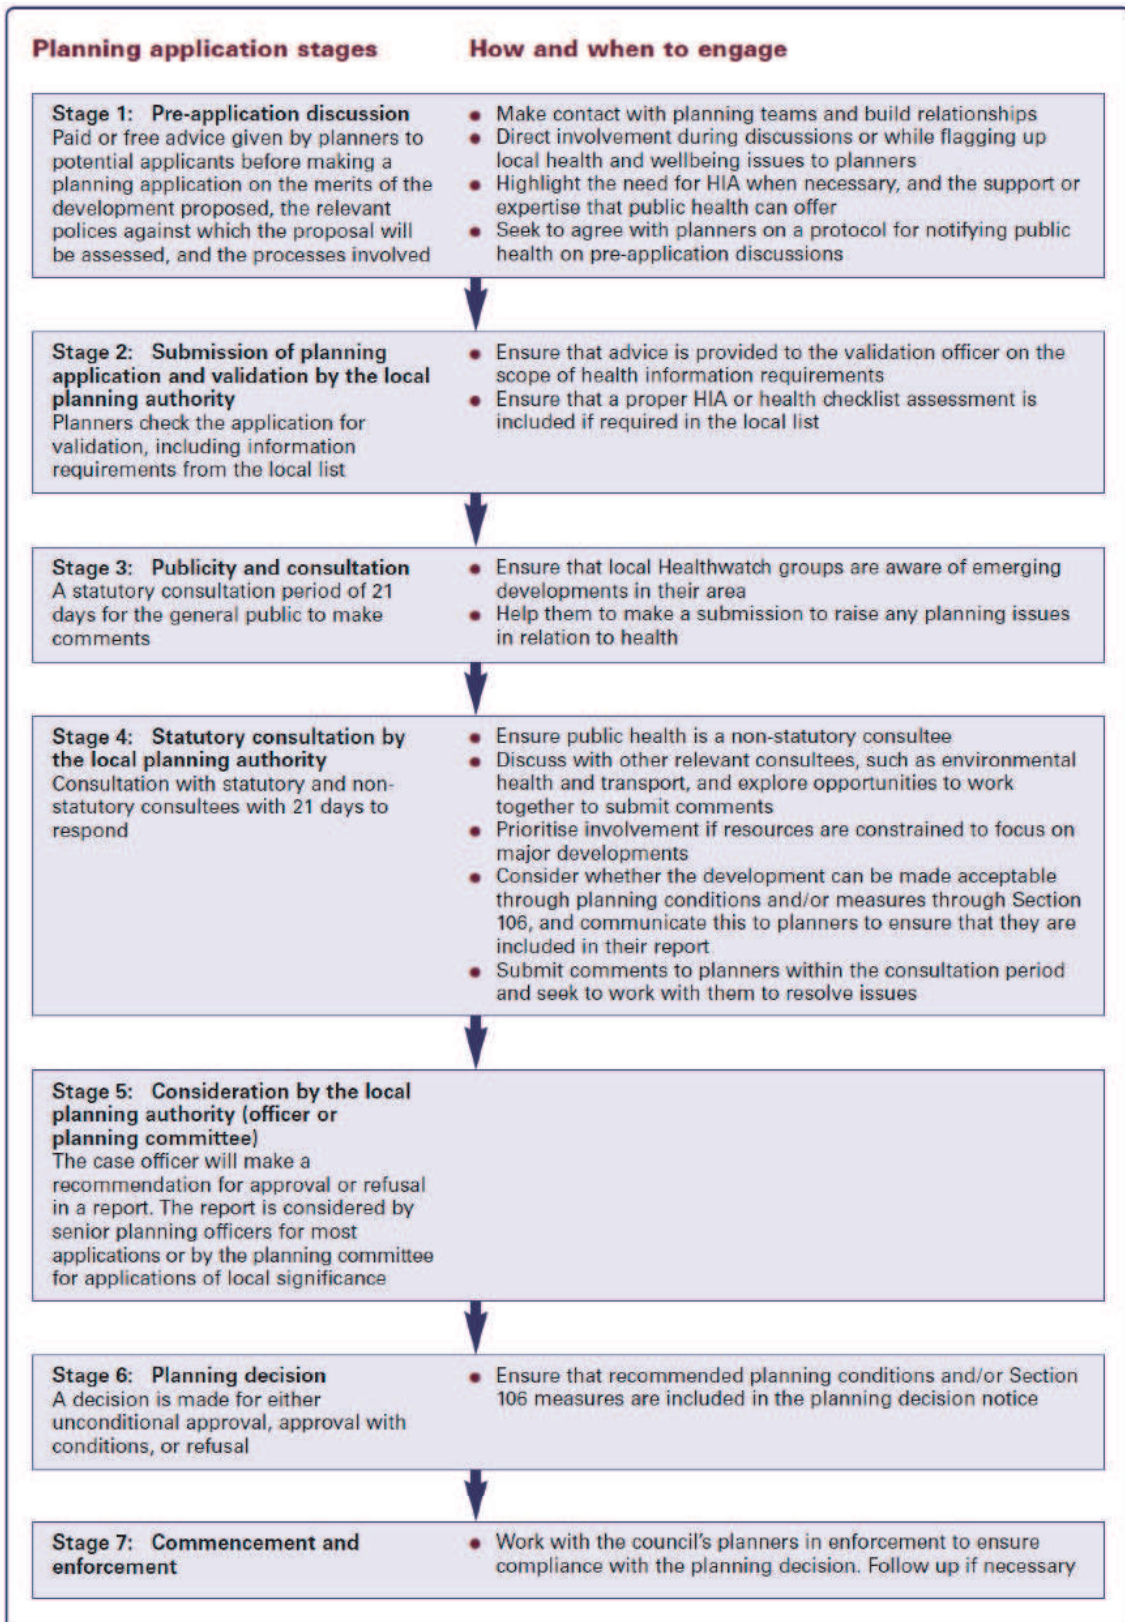 Planning application stages
How and when to engage
Stage 1: Pre-application discussion
Paid or free advice given by planners to
potential applicants before making a
planning application on the merits of the
development proposed, the relevant
polices against which the proposal will
be assessed, and the processes involved
● Make contact with planning teams and build relationships
● Direct involvement during discussions or while flagging up
local health and wellbeing issues to planners
● Highlight the need for HIA when necessary, and the support or
expertise that public health can offer
● Seek to agree with planners on a protocol for notifying public
health on pre-application discussions
Stage 2: Submission of planning
application and validation by the local
planning authority
Planners check the application for
validation, including information
requirements from the local list
● Ensure that advice is provided to the validation officer on the
scope of health information requirements
● Ensure that a proper HIA or health checklist assessment is
included if required in the local list
Stage 3: Publicity and consultation
A statutory consultation period of 21
days for the general public to make
comments
● Ensure that local Healthwatch groups are aware of emerging
developments in their area
● Help them to make a submission to raise any planning issues
in relation to health
Stage 4: Statutory consultation by
the local planning authority
Consultation with statutory and non-
statutory consultees with 21 days to
respond
● Ensure public health is a non-statutory consultee
● Discuss with other relevant consultees, such as environmental
health and transport, and explore opportunities to work
together to submit comments
● Prioritise involvement if resources are constrained to focus on
major developments
● Consider whether the development can be made acceptable
through planning conditions and/or measures through Section
106, and communicate this to planners to ensure that they are
included in their report
● Submit comments to planners within the consultation period
and seek to work with them to resolve issues
Stage 5: Consideration by the local
planning authority (officer or
planning committee)
The case officer will make a
recommendation for approval or refusal
in a report. The report is considered by
senior planning officers for most
applications or by the planning committee
for applications of local significance
Stage 6: Planning decision
A decision is made for either
unconditional approval, approval with
conditions, or refusal
● Ensure that recommended planning conditions and/or Section
106 measures are included in the planning decision notice
Stage 7: Commencement and
enforcement
● Work with the council's planners in enforcement to ensure
compliance with the planning decision. Follow up if necessary